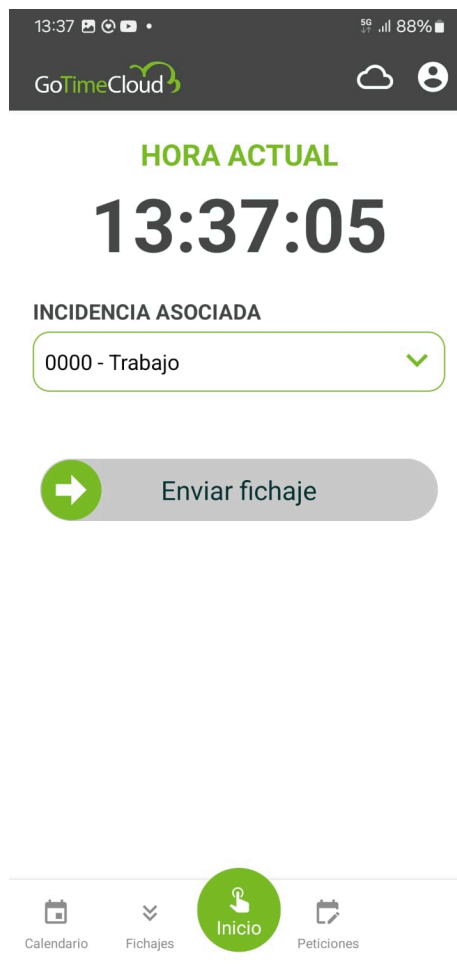 13:37 5G 88%
GoTimeCloud
HORA ACTUAL
13:37:05
INCIDENCIA ASOCIADA
0000 - Trabajo
Enviar fichaje
Calendario Fichajes Inicio Peticiones